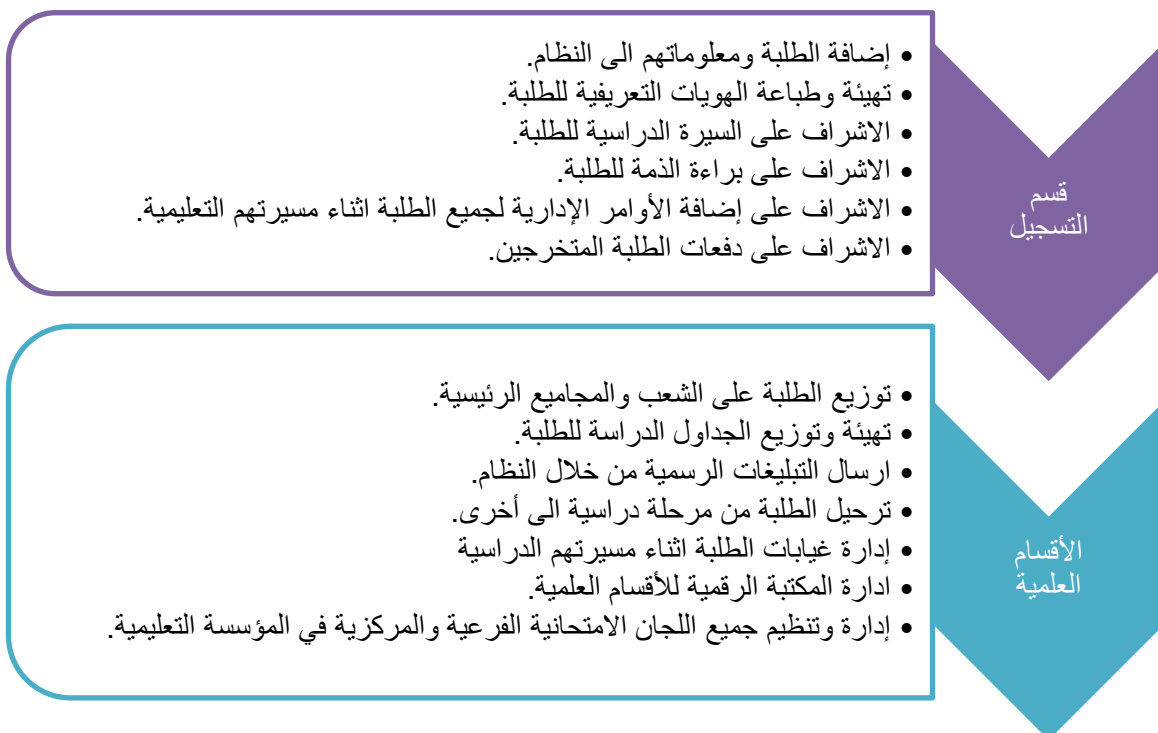 قسم
التسجيل
• إضافة الطلبة ومعلوماتهم الى النظام.
• تهيئة وطباعة الهويات التعريفية للطلبة.
• الاشراف على السيرة الدراسية للطلبة.
• الاشراف على براءة الذمة للطلبة.
• الاشراف على إضافة الأوامر الإدارية لجميع الطلبة اثناء مسيرتهم التعليمية.
• الاشراف على دفعات الطلبة المتخرجين.
الأقسام
العلمية
• توزيع الطلبة على الشعب والمجاميع الرئيسية.
• تهيئة وتوزيع الجداول الدراسة للطلبة.
• ارسال التبليغات الرسمية من خلال النظام.
• ترحيل الطلبة من مرحلة دراسية الى أخرى.
• إدارة غيابات الطلبة اثناء مسيرتهم الدراسية
• ادارة المكتبة الرقمية للأقسام العلمية.
• إدارة وتنظيم جميع اللجان الامتحانية الفرعية والمركزية في المؤسسة التعليمية.